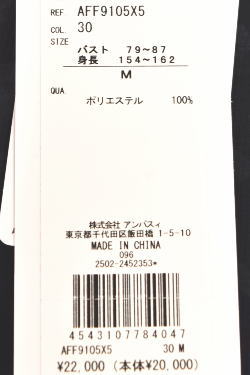 REF AFF9105X5
COL. 30
SIZE
バスト 79~87
身長 154~162
M
QUA.
ポリエステル 100%
株式会社 アンパスィ
東京都千代田区飯田橋 1-5-10
MADE IN CHINA
096
2502-2452353*
4543107784047
AFF9105X5 30 M
¥22,000 (本体¥20,000)